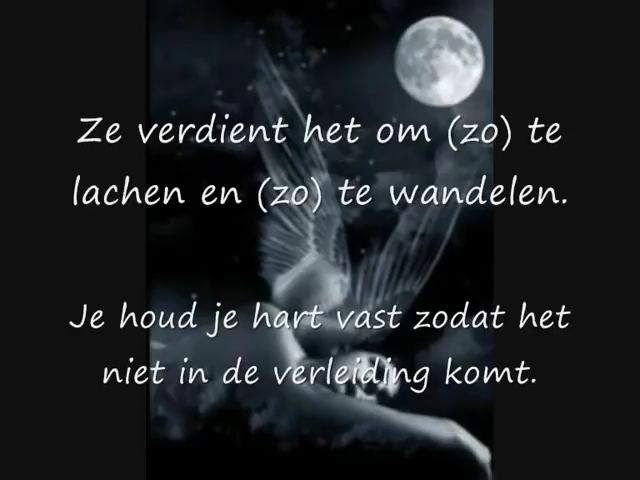 Ze verdient het om (zo) te
lachen en (zo) te wandelen.
Je houd je hart vast zodat het
niet in de verleiding komt.